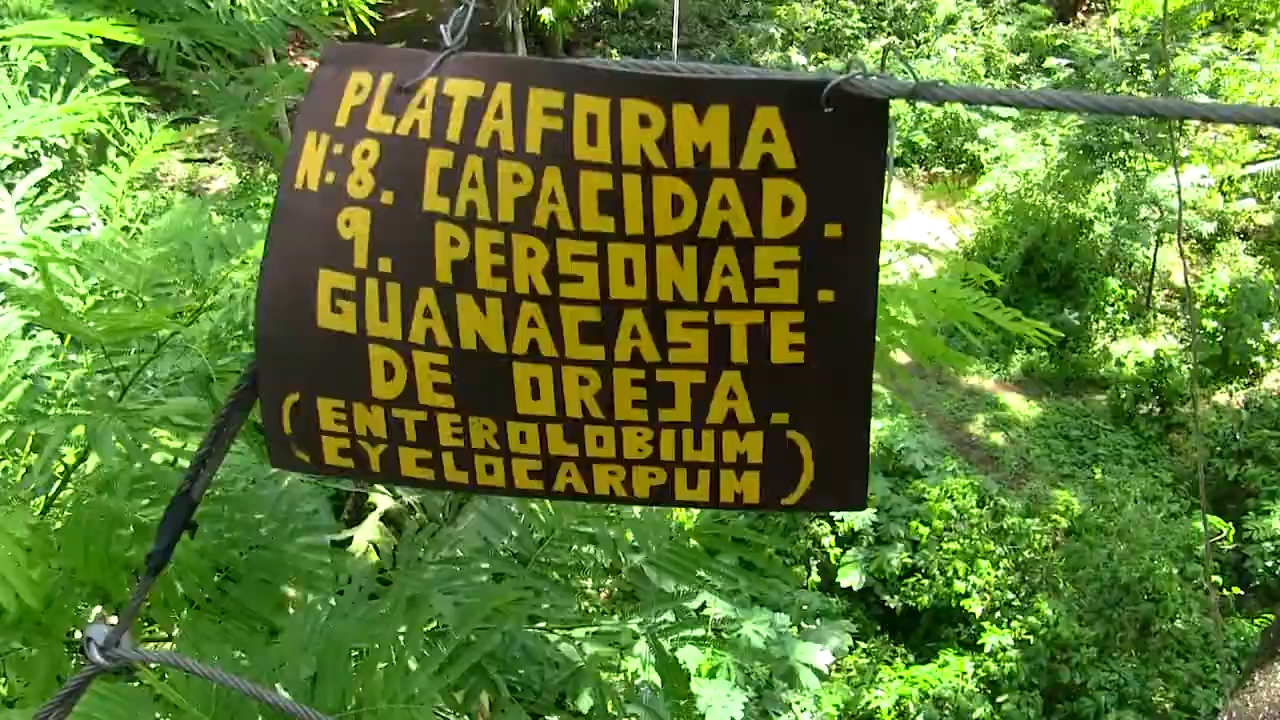 PLATAFORMA
N:8. CAPACIDAD.
9. PERSONAS.
GUANACASTE
DE OREJA.
(ENTEROLOBIUM
CYCLOCARPUM)